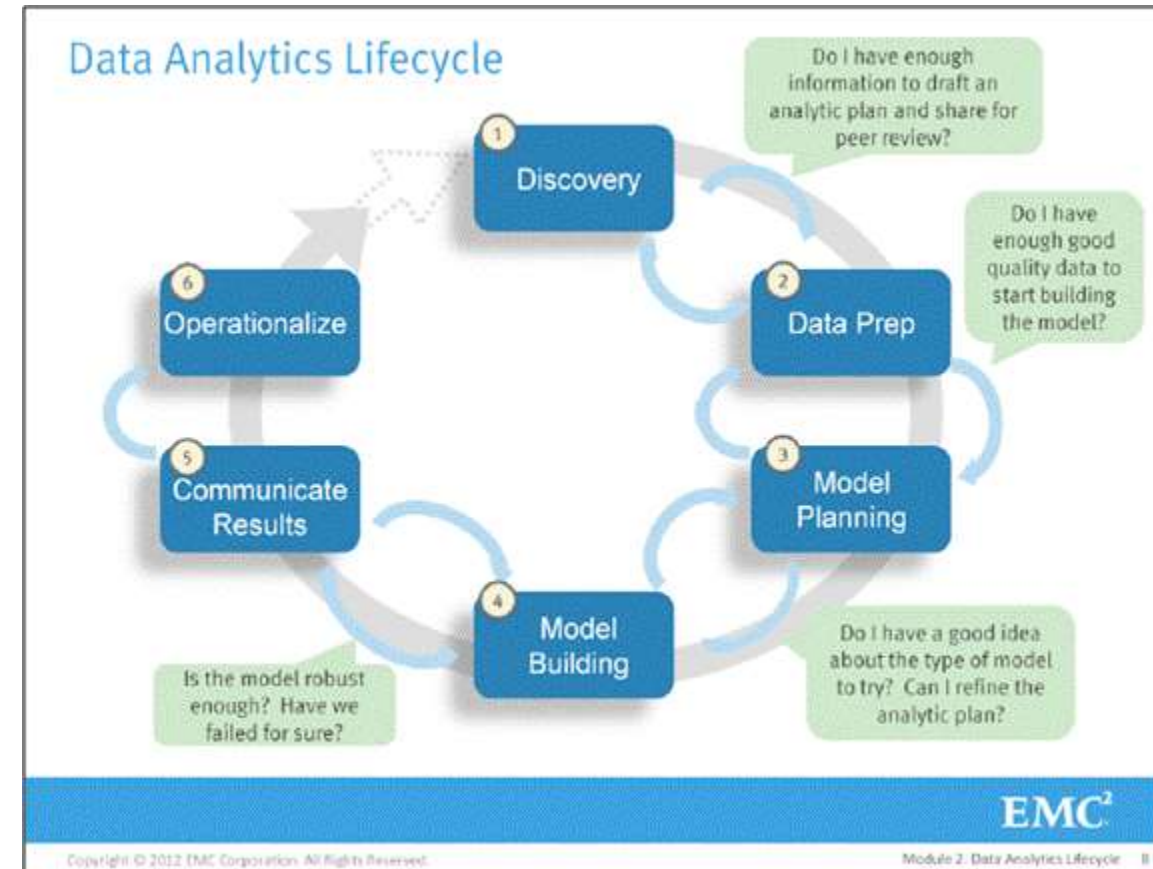 Data Analytics Lifecycle
Do I have enough
information to draft an
analytic plan and share for
peer review?
1
Discovery
Do I have
enough good
quality data to
start building
the model?
2
Data Prep
6
Operationalize
3
Model
Planning
5
Communicate
Results
4
Model
Building
Do I have a good idea
about the type of model
to try? Can I refine the
analytic plan?
Is the model robust
enough? Have we
failed for sure?
EMC²
Copyright © 2012 EMC Corporation. All Rights Reserved.
Module 2: Data Analytics Lifecycle